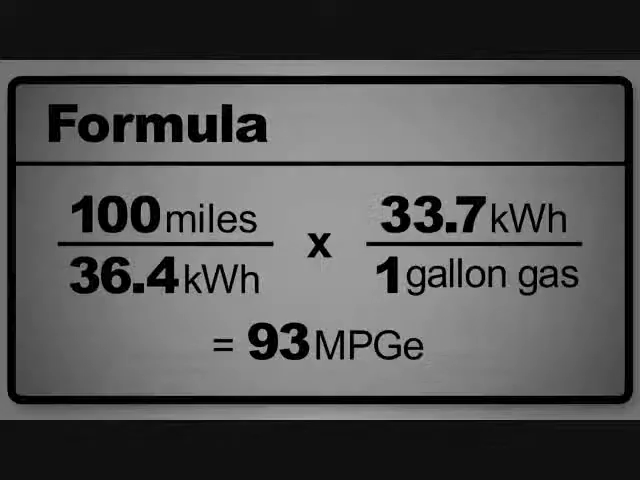 Formula
100 miles x 33.7 kWh
36.4 kWh 1 gallon gas
= 93 MPGe